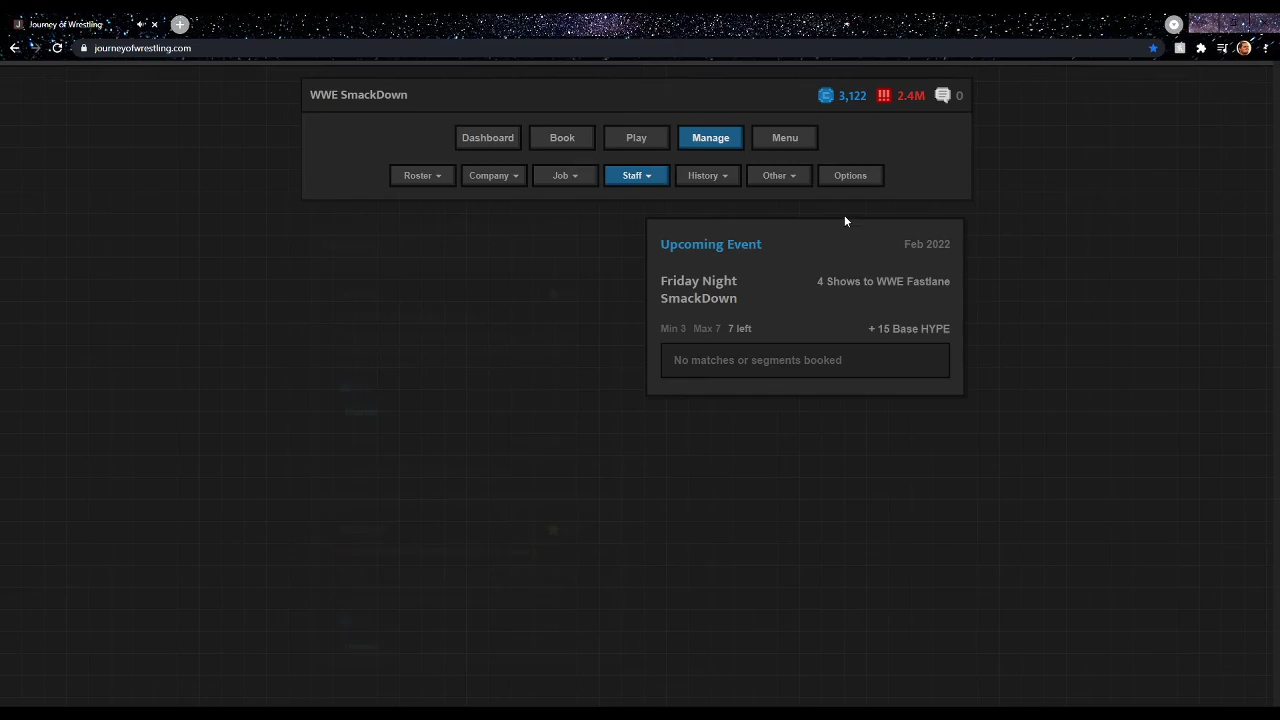 Journey of Wrestling
journeyofwrestling.com
WWE SmackDown
3,122
2.4M
0
Dashboard
Book
Play
Manage
Menu
Roster
Company
Job
Staff
History
Other
Options
Upcoming Event
Feb 2022
Friday Night
SmackDown
4 Shows to WWE Fastlane
Min 3 Max 7 7 left
+ 15 Base HYPE
No matches or segments booked